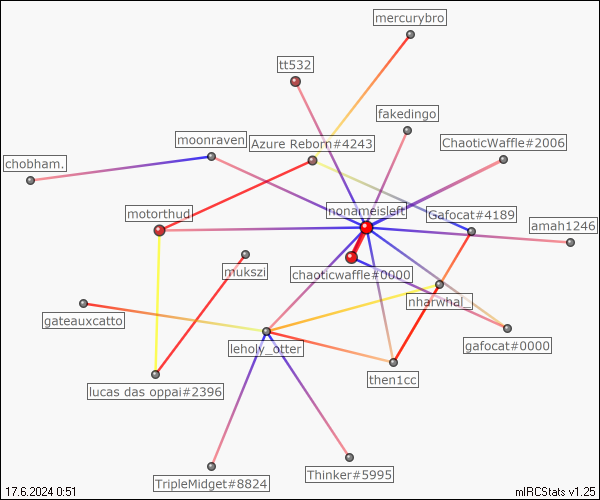 mercurybro
tt532
fakedingo
moonraven
Azure Reborn#4243
ChaoticWaffle#2006
chobham.
motorthud
nonameisleft
Gafocat#4189
amah1246
mukszi
chaoticwaffle#0000
nharwhal_
gateauxcatto
leholy_otter
gafocat#0000
then1cc
lucas das oppai#2396
TripleMidget#8824
Thinker#5995
17.6.2024 0:51
mIRCStats v1.25